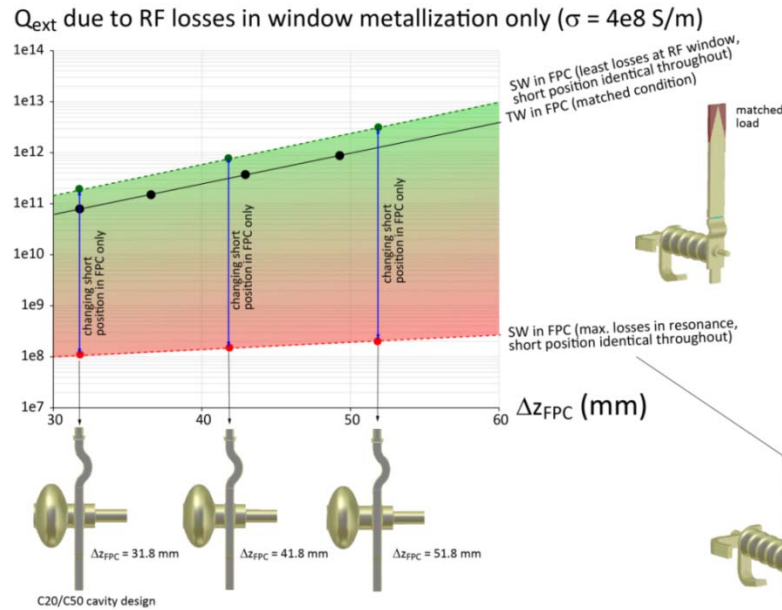 Qext due to RF losses in window metallization only (σ = 4e8 S/m)
1e14
1e13
1e12
1e11
1e10
1e9
1e8
1e7
30
40
50
60
ΔzFPC (mm)
SW in FPC (least losses at RF window,
short position identical throughout)
TW in FPC (matched condition)
matched
load
changing short
position in FPC only
changing short
position in FPC only
changing short
position in FPC only
SW in FPC (max. losses in resonance,
short position identical throughout)
ΔzFPC = 31.8 mm
ΔzFPC = 41.8 mm
ΔzFPC = 51.8 mm
C20/C50 cavity design